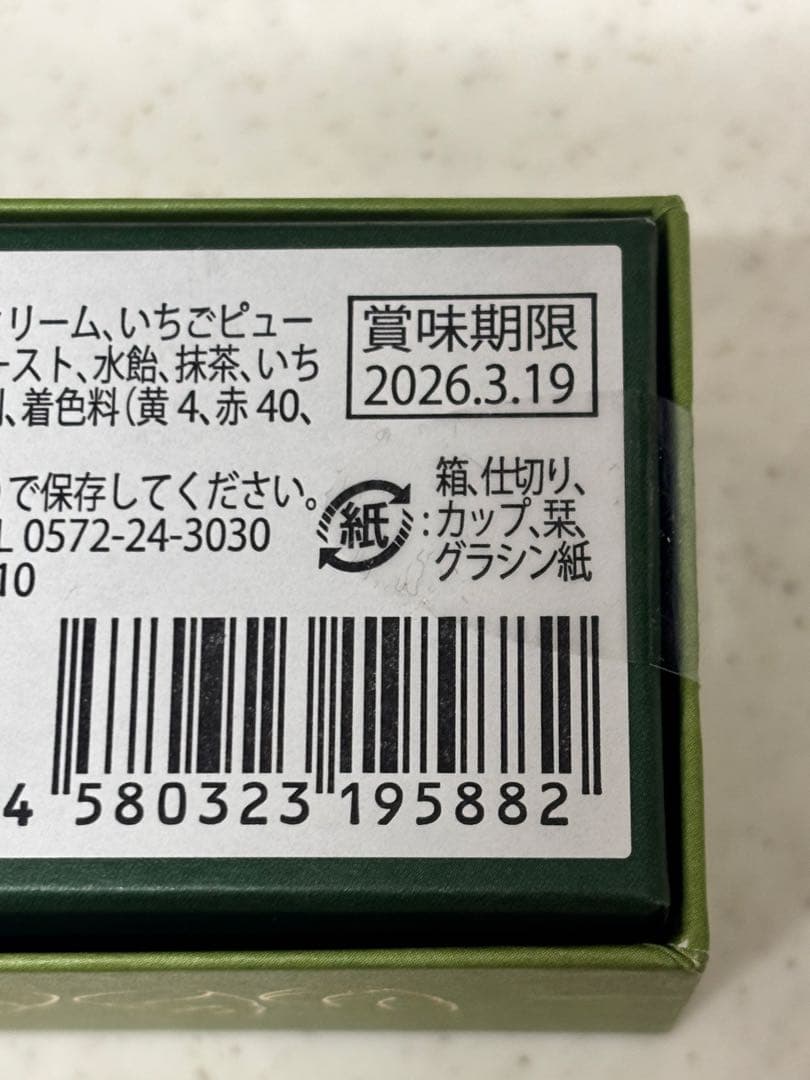 クリーム、いちごピュー
ースト、水飴、抹茶、いち
、着色料(黄4、赤40、
賞味期限
2026.3.19
で保存してください。
L 0572-24-3030
10
紙
:
箱、仕切り、
カップ、栞、
グラシン紙
4 580323 195882